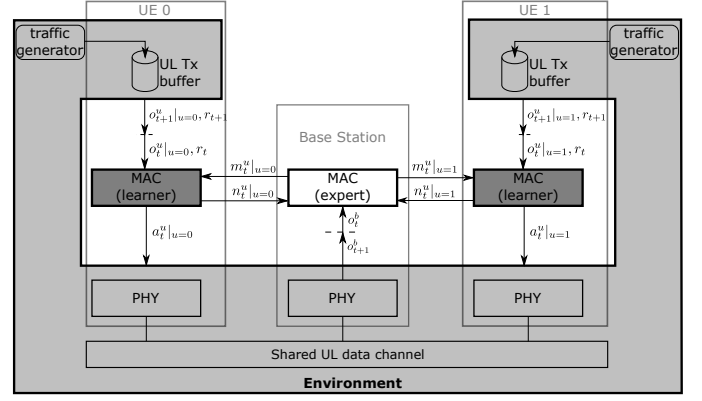 UE 0
UE 1
traffic
generator
UL Tx
buffer
UL Tx
buffer
traffic
generator
o^u_{t+1}|_{u=0}, r_{t+1}
o^u_t|_{u=0}, r_t
Base Station
o^u_{t+1}|_{u=1}, r_{t+1}
o^u_t|_{u=1}, r_t
MAC
(learner)
m^u_t|_{u=0}
n^u_t|_{u=0}
MAC
(expert)
m^u_t|_{u=1}
n^u_t|_{u=1}
MAC
(learner)
a^u_t|_{u=0}
o^b_t
o^b_{t+1}
a^u_t|_{u=1}
PHY
PHY
PHY
Shared UL data channel
Environment